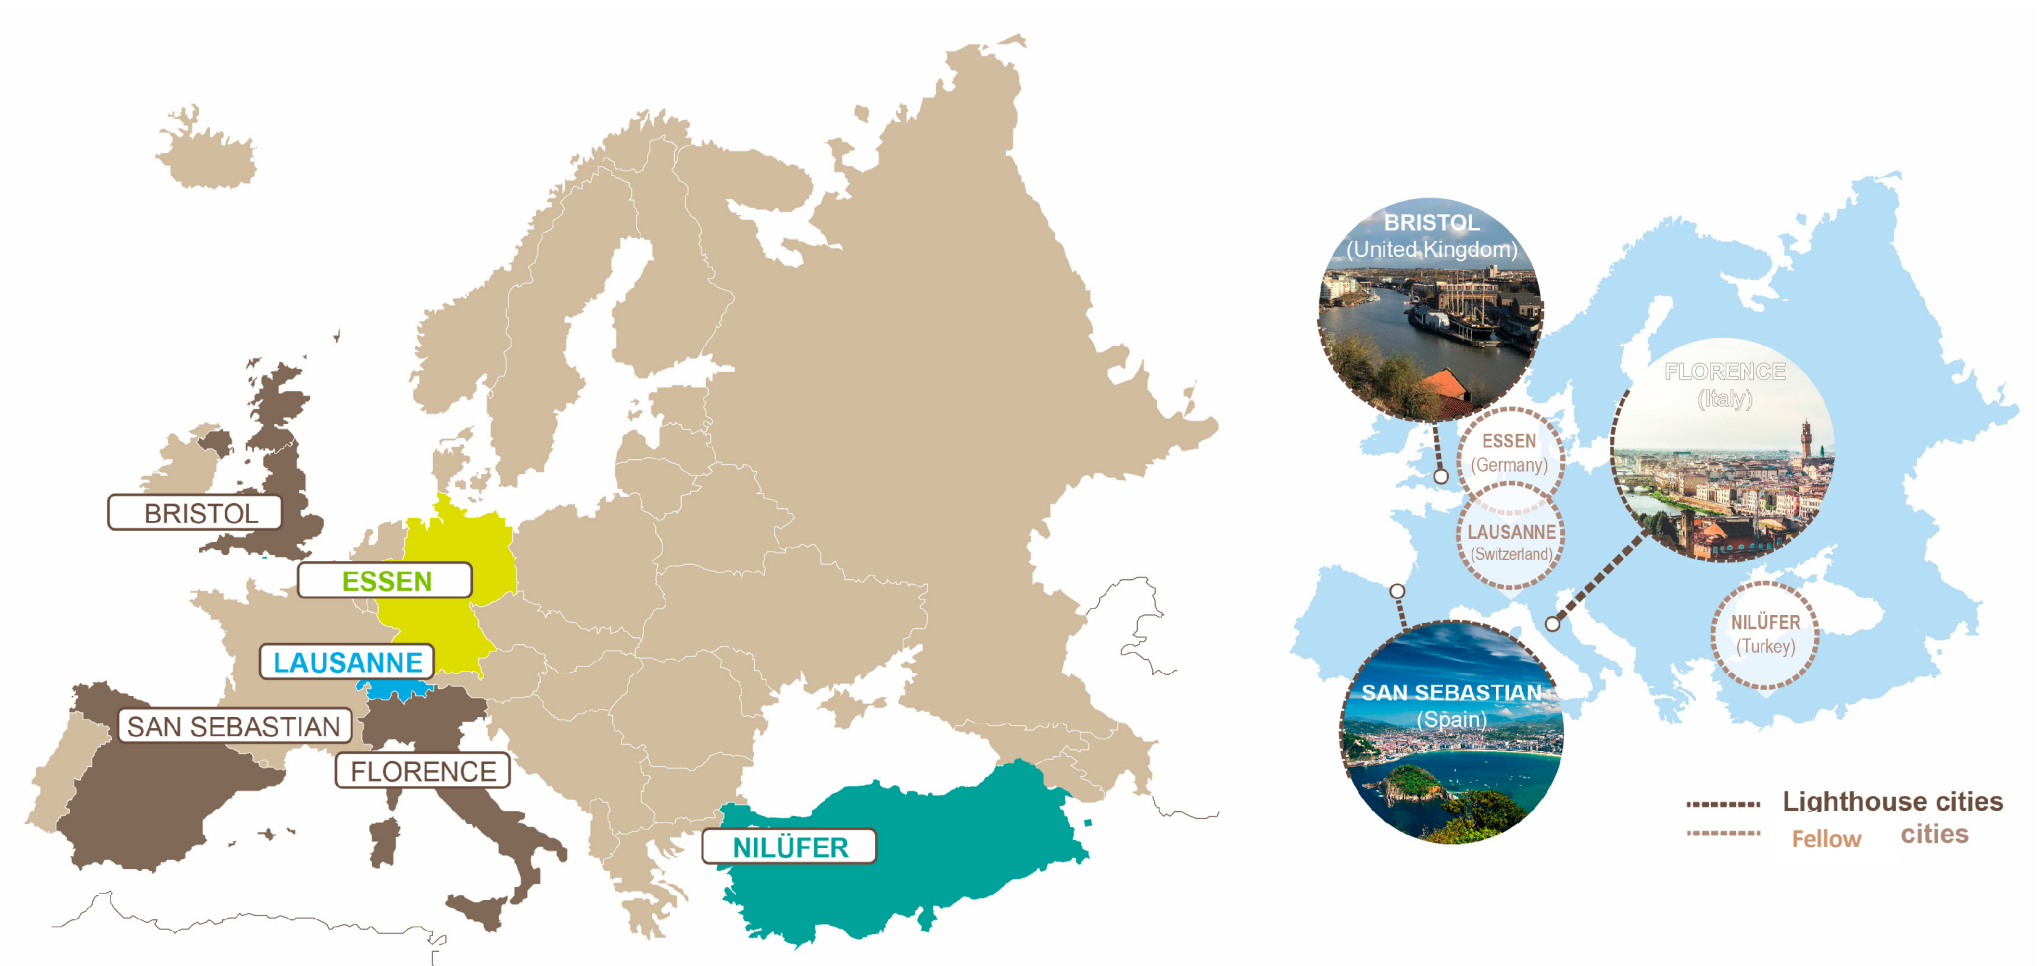 BRISTOL
ESSEN
LAUSANNE
SAN SEBASTIAN
FLORENCE
NILÜFER
BRISTOL
(United Kingdom)
FLORENCE
(Italy)
ESSEN
(Germany)
LAUSANNE
(Switzerland)
NILÜFER
(Turkey)
SAN SEBASTIAN
(Spain)
Lighthouse cities
Fellow cities